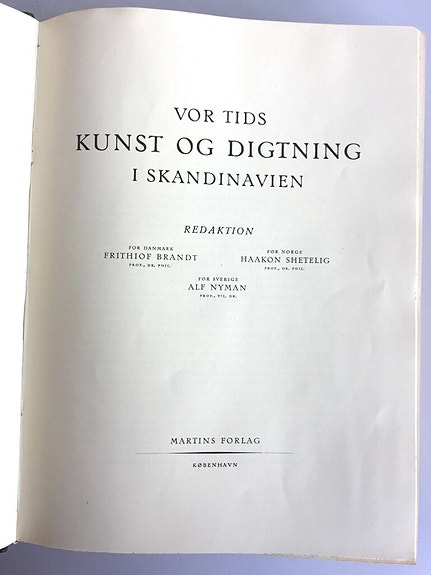 VOR TIDS
KUNST OG DIGTNING
I SKANDINAVIEN
REDAKTION
FOR DANMARK
FRITHIOF BRANDT
PROF., DR. PHIL.
FOR NORGE
HAAKON SHETELIG
PROF., DR. PHIL.
FOR SVERIGE
ALF NYMAN
PROF., FIL. DR.
MARTINS FORLAG
KØBENHAVN